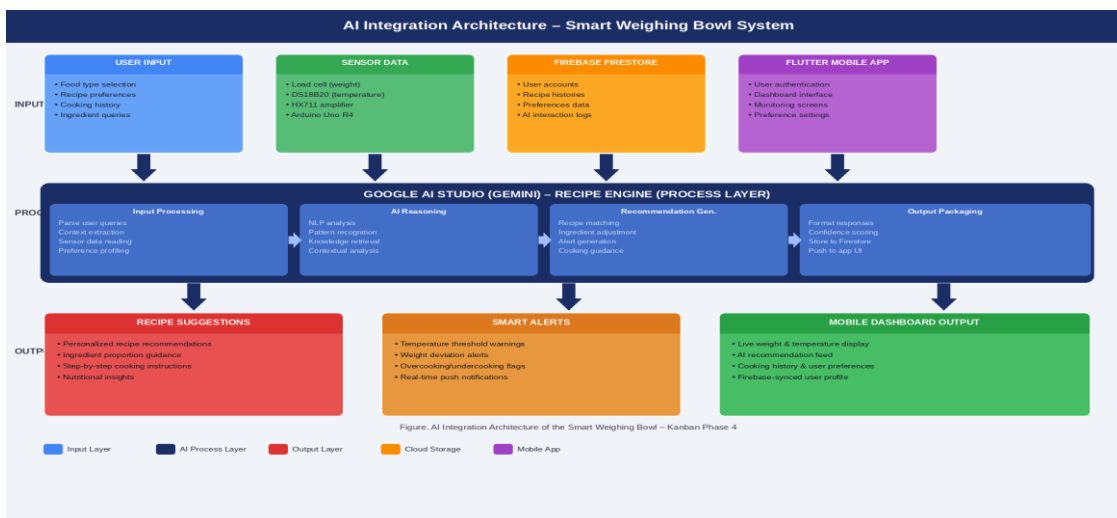 AI Integration Architecture – Smart Weighing Bowl System
INPUT
USER INPUT
• Food type selection
• Recipe preferences
• Cooking history
• Ingredient queries
SENSOR DATA
• Load cell (weight)
• DS18B20 (temperature)
• HX711 amplifier
• Arduino Uno R4
FIREBASE FIRESTORE
• User accounts
• Recipe histories
• Preferences data
• AI interaction logs
FLUTTER MOBILE APP
• User authentication
• Dashboard interface
• Monitoring screens
• Preference settings
PROC
GOOGLE AI STUDIO (GEMINI) – RECIPE ENGINE (PROCESS LAYER)
Input Processing
Parse user queries
Context extraction
Sensor data reading
Preference profiling
AI Reasoning
NLP analysis
Pattern recognition
Knowledge retrieval
Contextual analysis
Recommendation Gen.
Recipe matching
Ingredient adjustment
Alert generation
Cooking guidance
Output Packaging
Format responses
Confidence scoring
Store to Firestore
Push to app UI
OUTP
RECIPE SUGGESTIONS
• Personalized recipe recommendations
• Ingredient proportion guidance
• Step-by-step cooking instructions
• Nutritional insights
SMART ALERTS
• Temperature threshold warnings
• Weight deviation alerts
• Overcooking/undercooking flags
• Real-time push notifications
MOBILE DASHBOARD OUTPUT
• Live weight & temperature display
• AI recommendation feed
• Cooking history & user preferences
• Firebase-synced user profile
Figure. AI Integration Architecture of the Smart Weighing Bowl – Kanban Phase 4
Input Layer
AI Process Layer
Output Layer
Cloud Storage
Mobile App